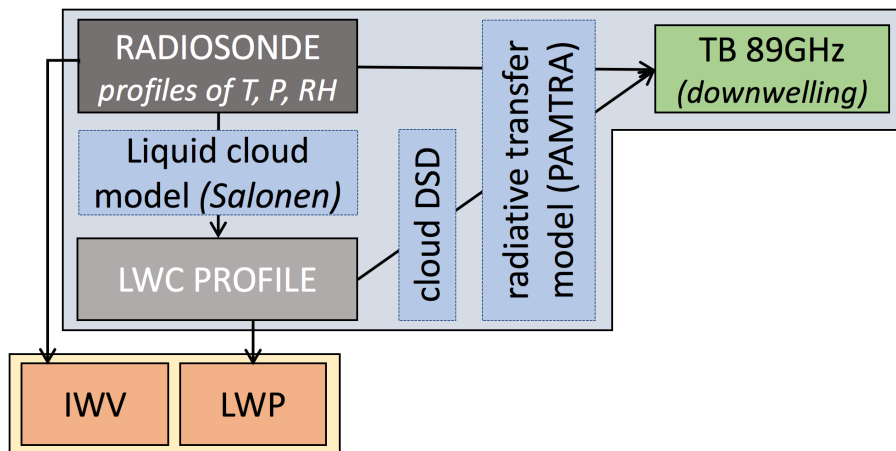 RADIOSONDE
profiles of T, P, RH
Liquid cloud
model (Salonen)
LWC PROFILE
cloud DSD
radiative transfer
model (PAMTRA)
TB 89GHz
(downwelling)
IWV
LWP